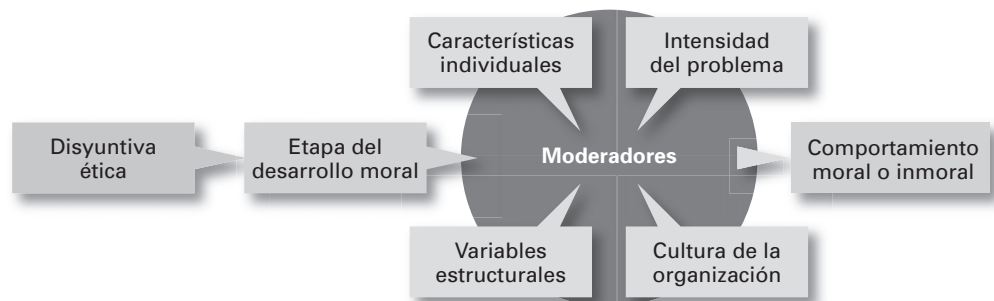 Características
individuales
Intensidad
del problema
Disyuntiva
ética
Etapa del
desarrollo moral
Moderadores
Comportamiento
moral o inmoral
Variables
estructurales
Cultura de la
organización